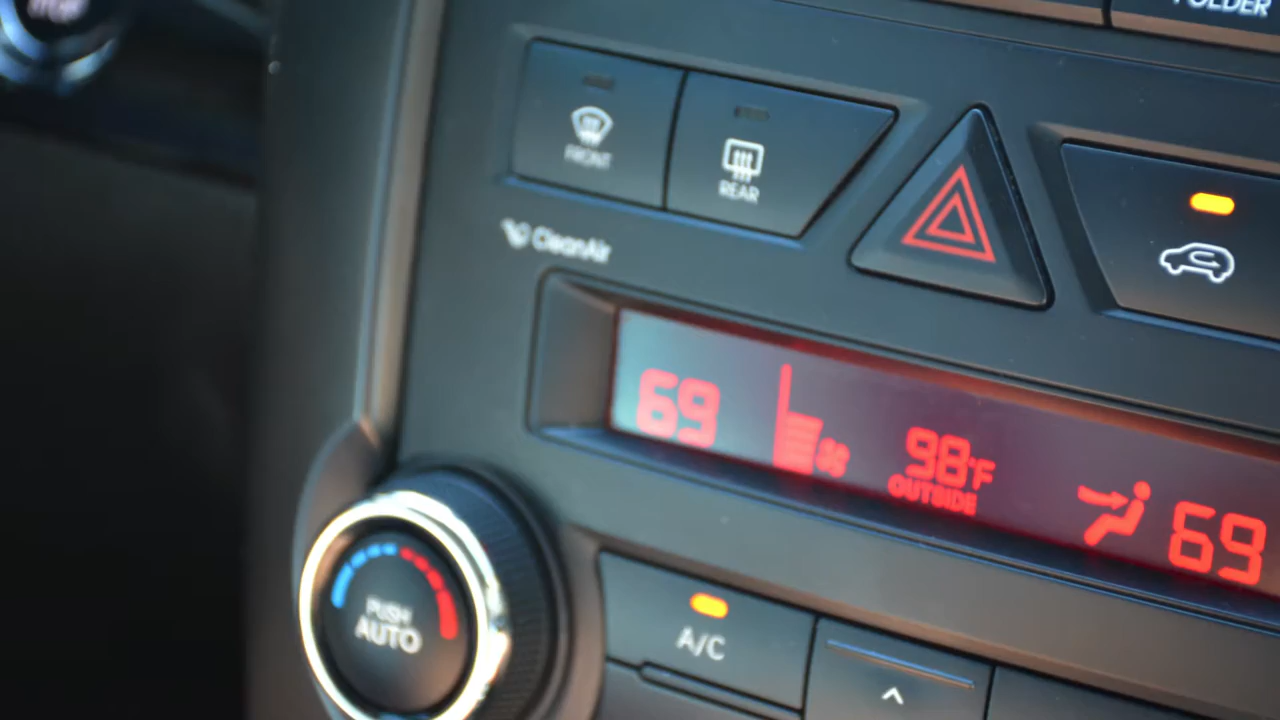 FOLDER
FRONT
REAR
CleanAir
69
98°F
OUTSIDE
69
PUSH
AUTO
A/C